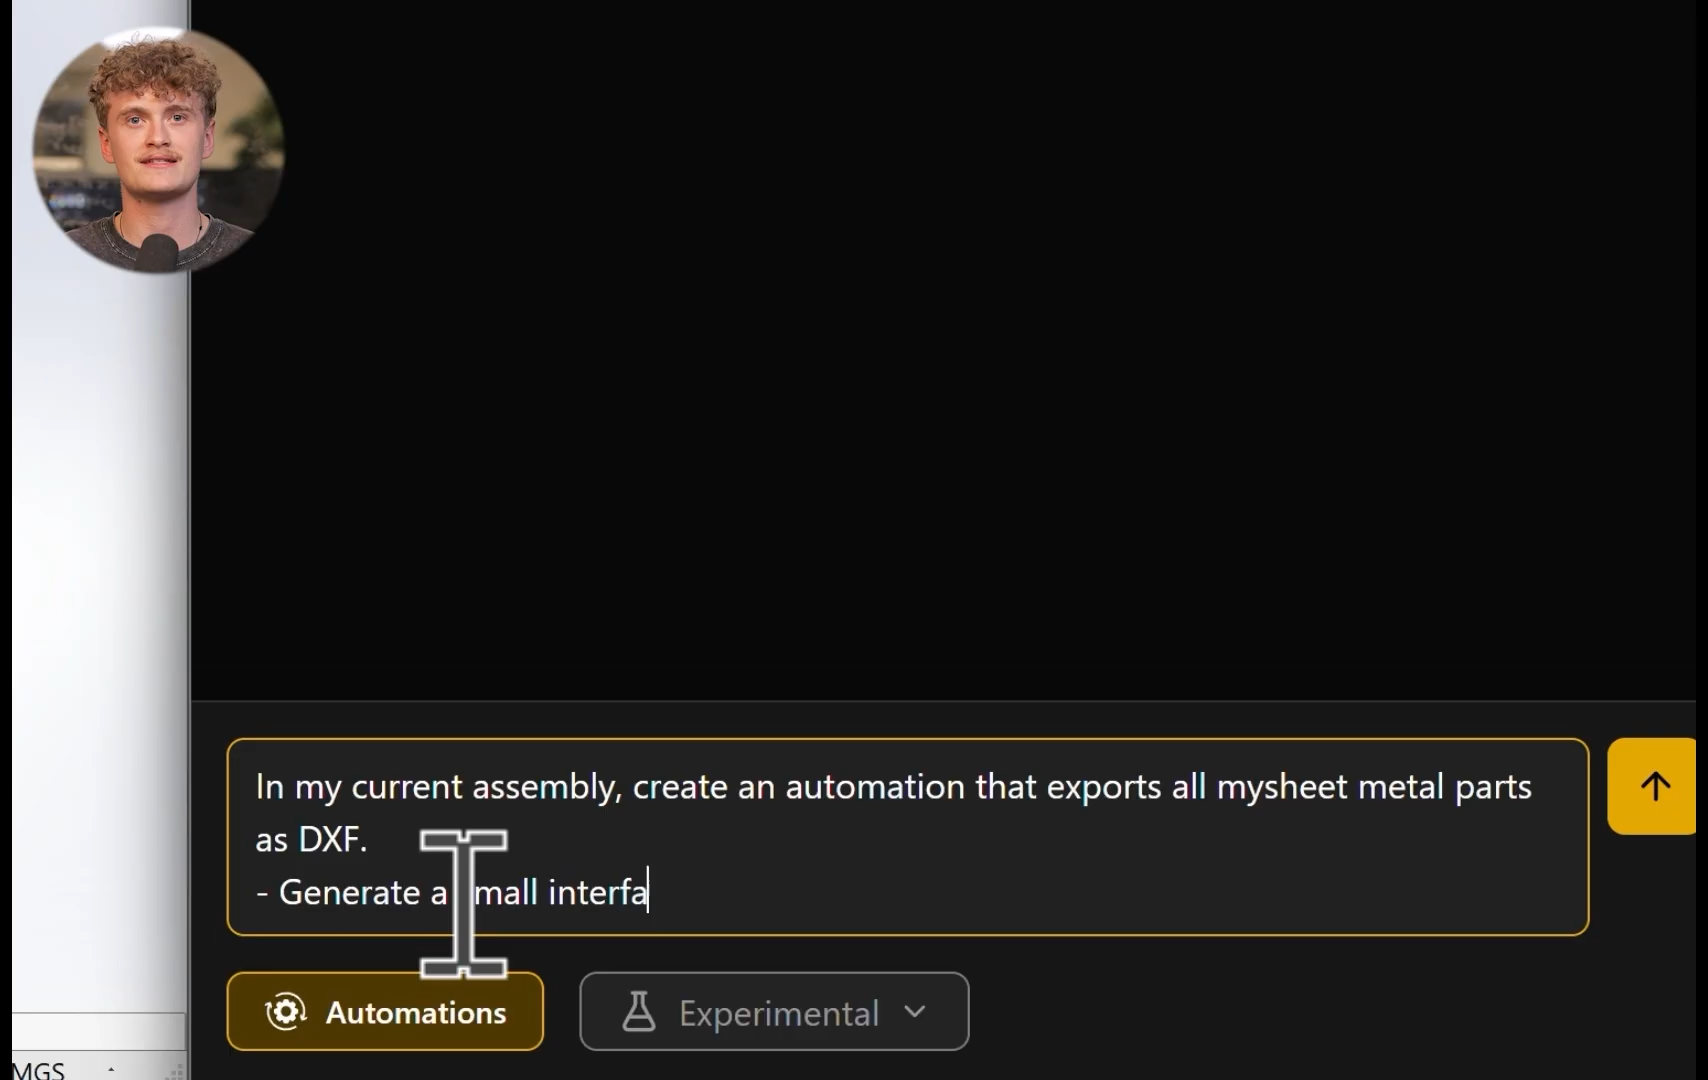 In my current assembly, create an automation that exports all mysheet metal parts
as DXF.
- Generate a mall interfa
Automations
Experimental
MGS